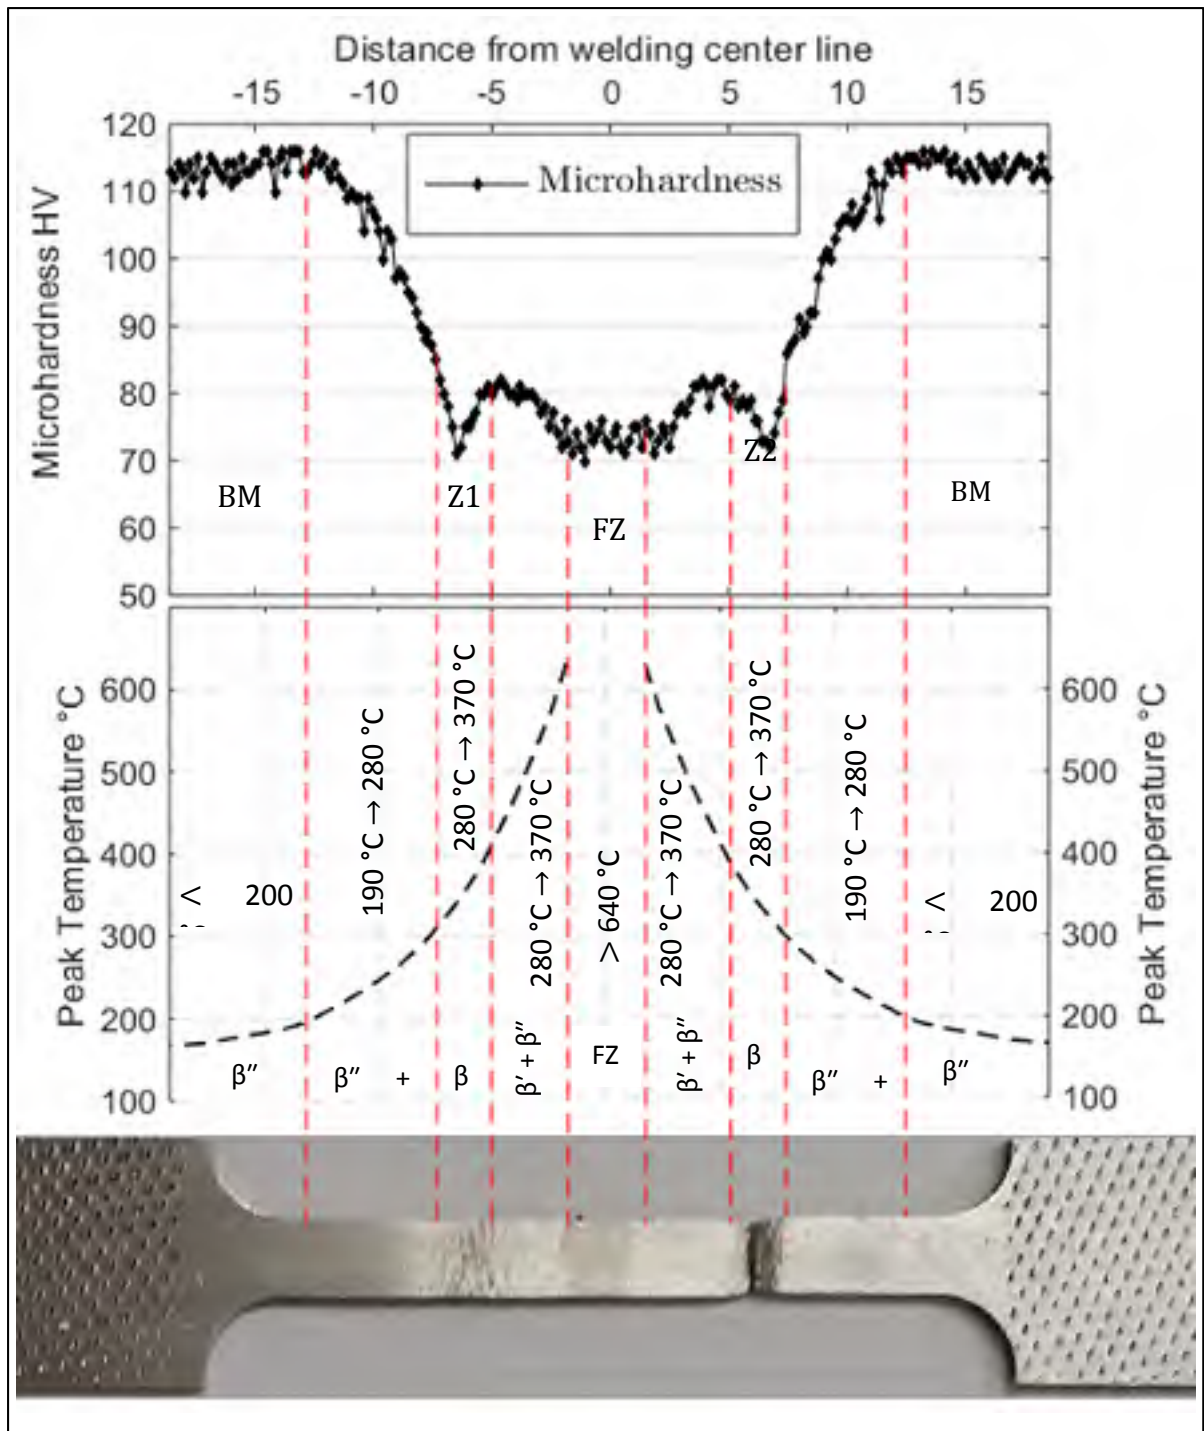 Distance from welding center line
-15 -10 -5 0 5 10 15
Microhardness HV
120
110
100
90
80
70
60
50
Microhardness
BM
Z1
FZ
Z2
BM
Peak Temperature °C
600
500
400
300
200
100
< 200
190 °C → 280 °C
280 °C → 370 °C
280 °C → 370 °C
> 640 °C
280 °C → 370 °C
280 °C → 370 °C
190 °C → 280 °C
< 200
β″
β″ +
β
β′ + β″
FZ
β′ + β″
β
β″ +
β″
600
500
400
300
200
100
Peak Temperature °C